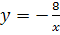 y = −8/x